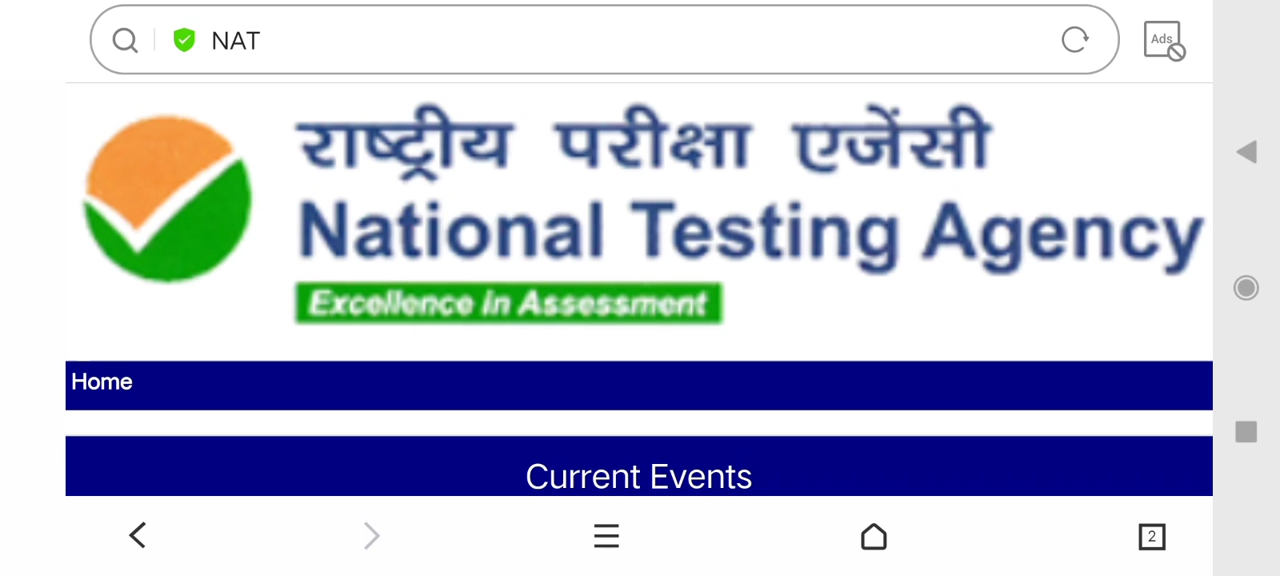 NAT
Ads
राष्ट्रीय परीक्षा एजेंसी
National Testing Agency
Excellence in Assessment
Home
Current Events
2